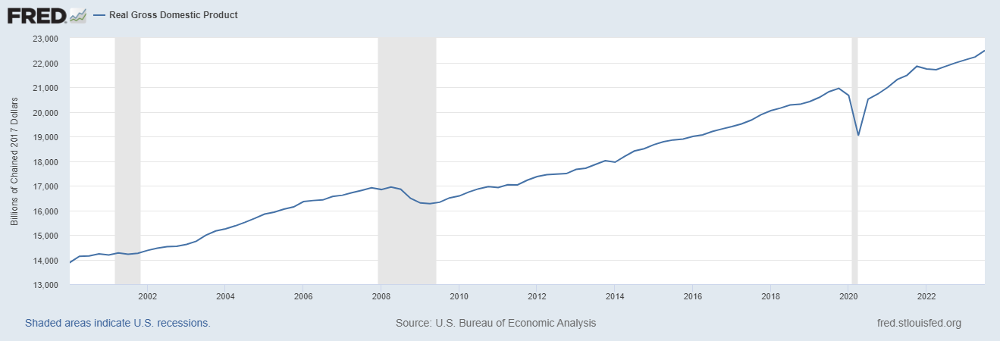 FRED
Real Gross Domestic Product
Billions of Chained 2017 Dollars
23,000
22,000
21,000
20,000
19,000
18,000
17,000
16,000
15,000
14,000
13,000
2002 2004 2006 2008 2010 2012 2014 2016 2018 2020 2022
Shaded areas indicate U.S. recessions.
Source: U.S. Bureau of Economic Analysis
fred.stlouisfed.org